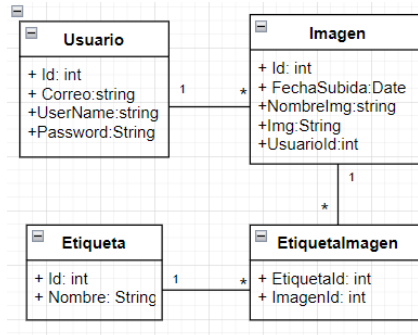 Usuario
+ Id: int
+ Correo:string
+UserName:string
+Password:String
1
*
Imagen
+ Id: int
+ FechaSubida:Date
+NombreImg:string
+Img:String
+UsuarioId:int
1
*
Etiqueta
+ Id: int
+ Nombre: String
1
*
EtiquetaImagen
+ EtiquetaId: int
+ ImagenId: int